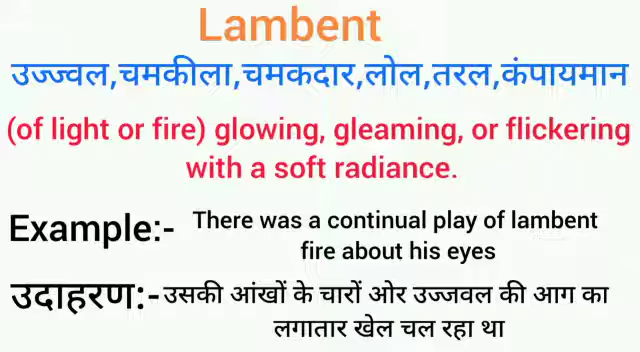 Lambent
उज्ज्वल,चमकीला,चमकदार,लोल,तरल,कंपायमान
(of light or fire) glowing, gleaming, or flickering
with a soft radiance.
Example:- There was a continual play of lambent
fire about his eyes
उदाहरण:-उसकी आंखों के चारों ओर उज्जवल की आग का
लगातार खेल चल रहा था